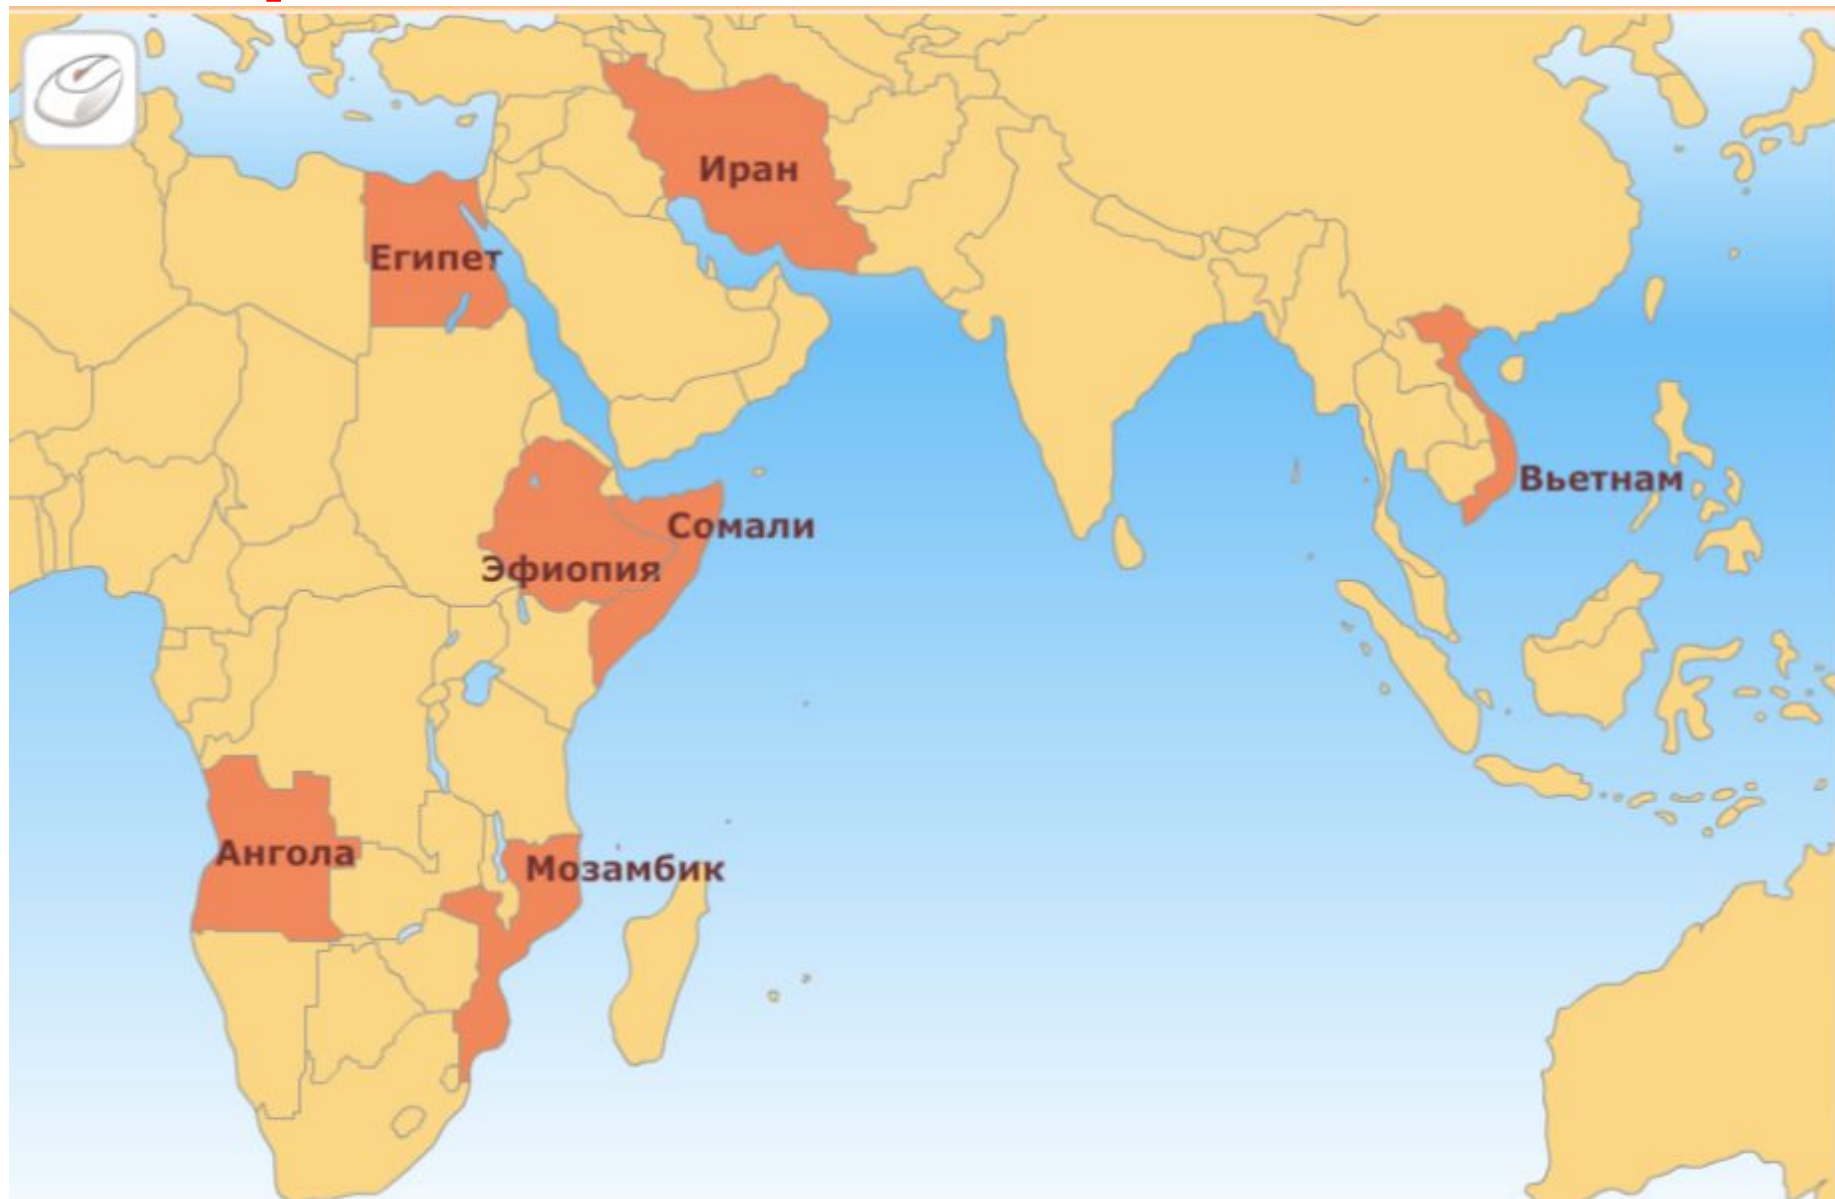 Иран
Египет
Вьетнам
Сомали
Эфиопия
Ангола
Мозамбик